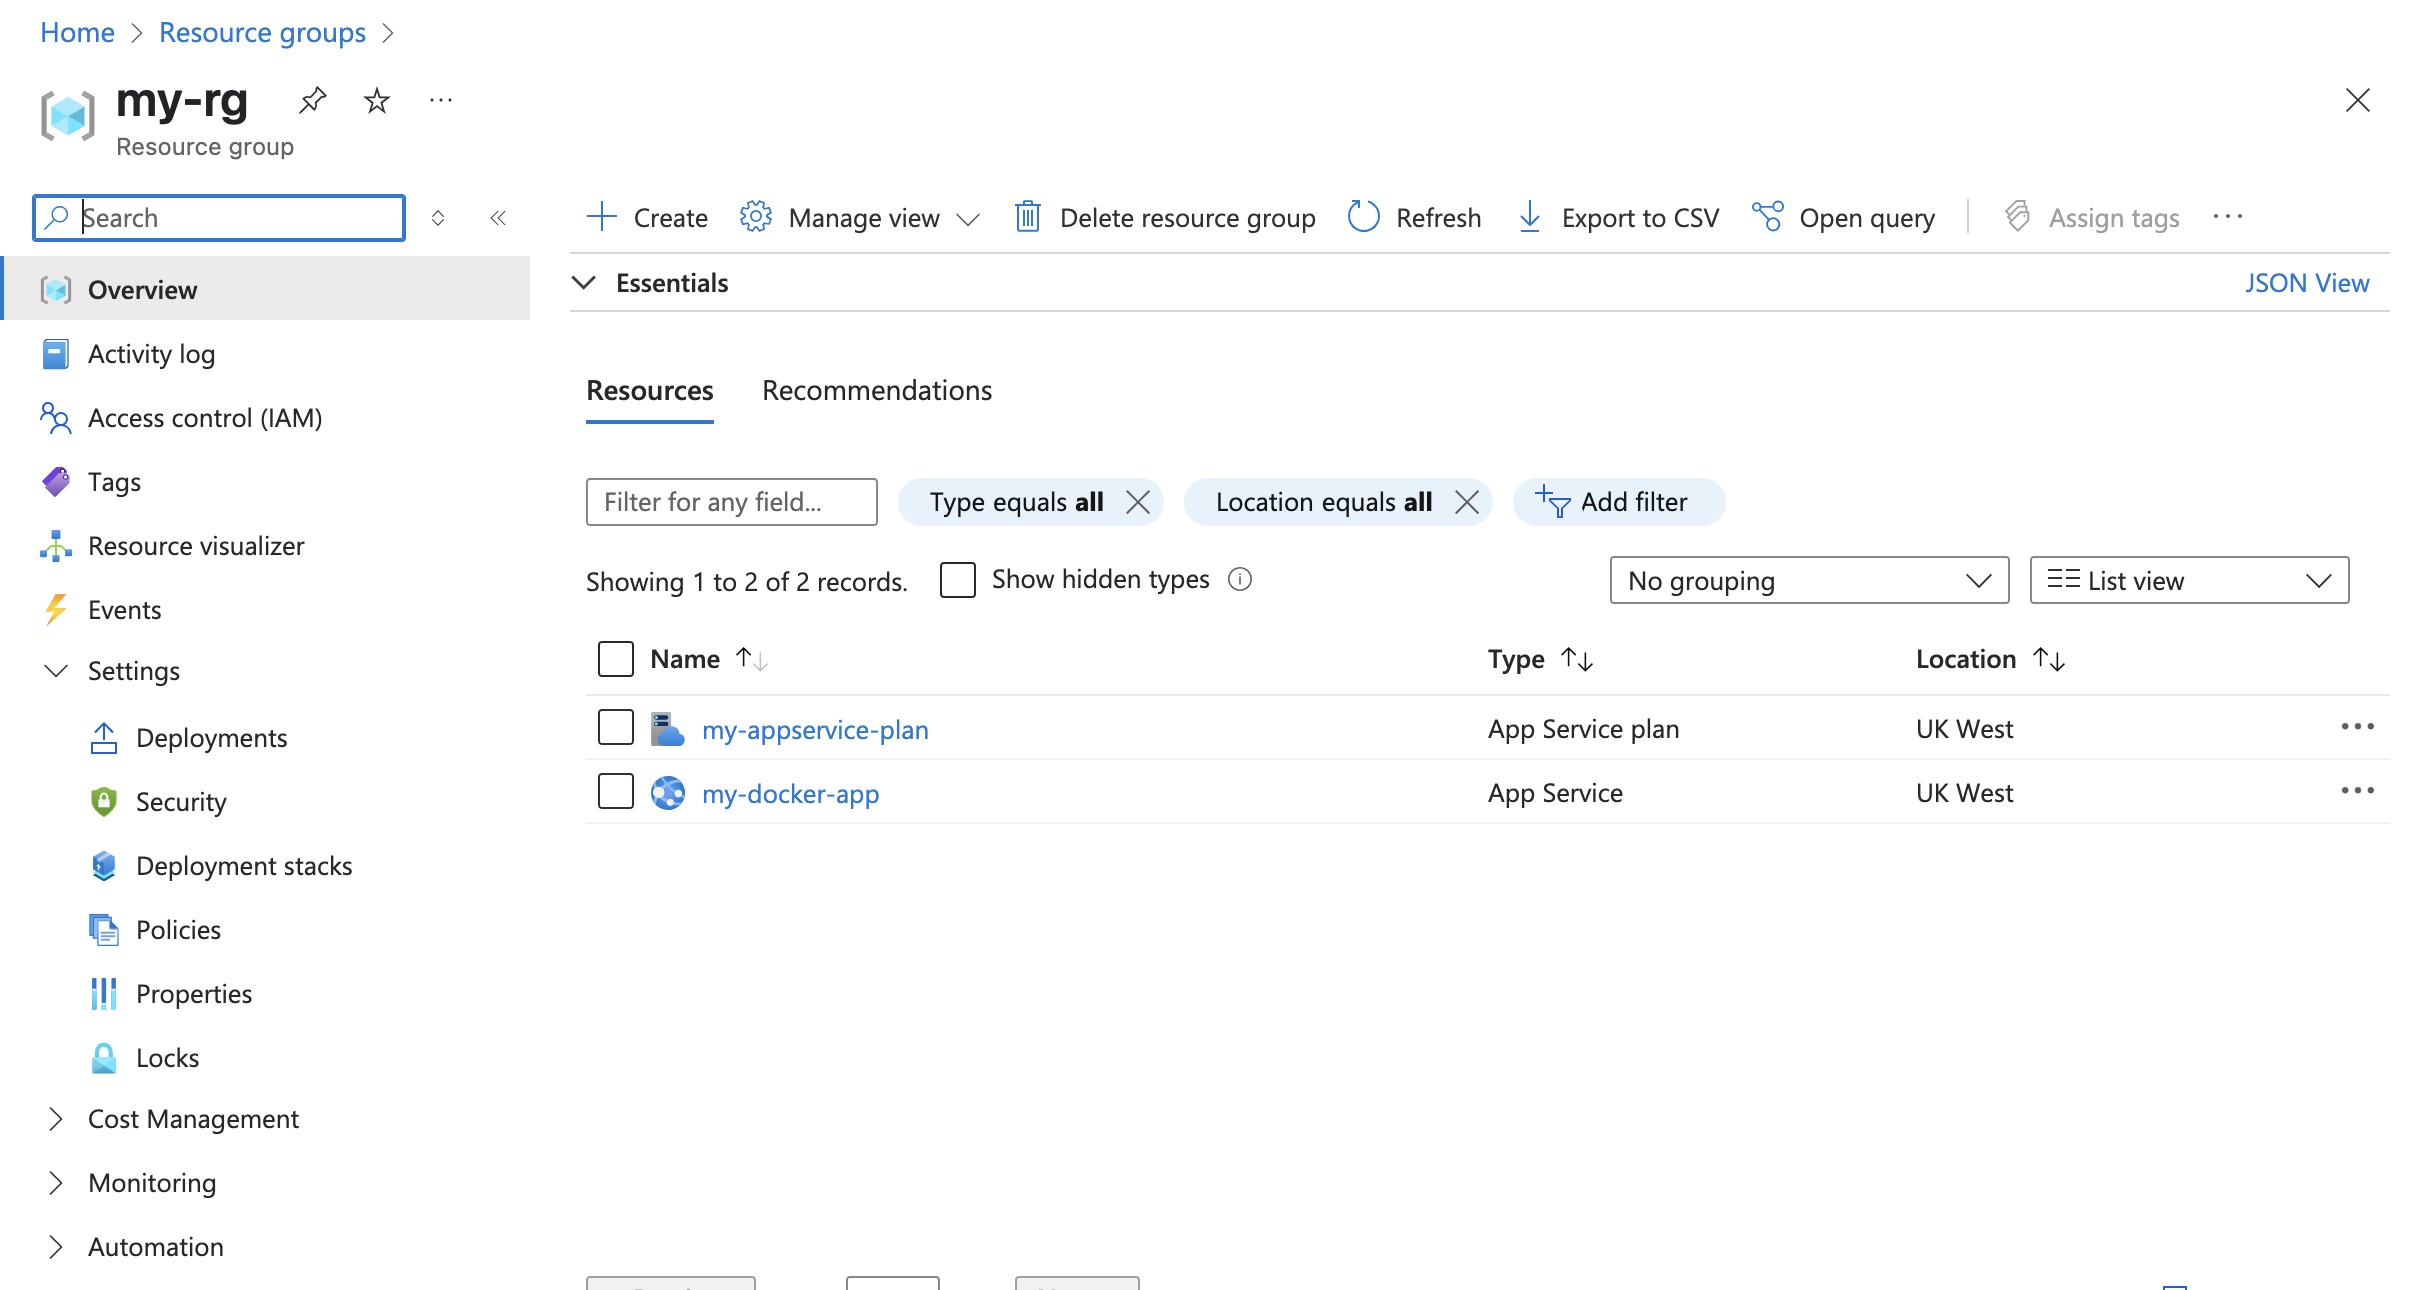 Home > Resource groups >
my-rg
Resource group
Search
Create Manage view Delete resource group Refresh Export to CSV Open query Assign tags
Essentials JSON View
Overview
Activity log
Access control (IAM)
Tags
Resource visualizer
Events
Settings
Deployments
Security
Deployment stacks
Policies
Properties
Locks
Cost Management
Monitoring
Automation
Resources Recommendations
Filter for any field... Type equals all Location equals all Add filter
Showing 1 to 2 of 2 records. Show hidden types No grouping List view
Name Type Location
my-appservice-plan App Service plan UK West
my-docker-app App Service UK West